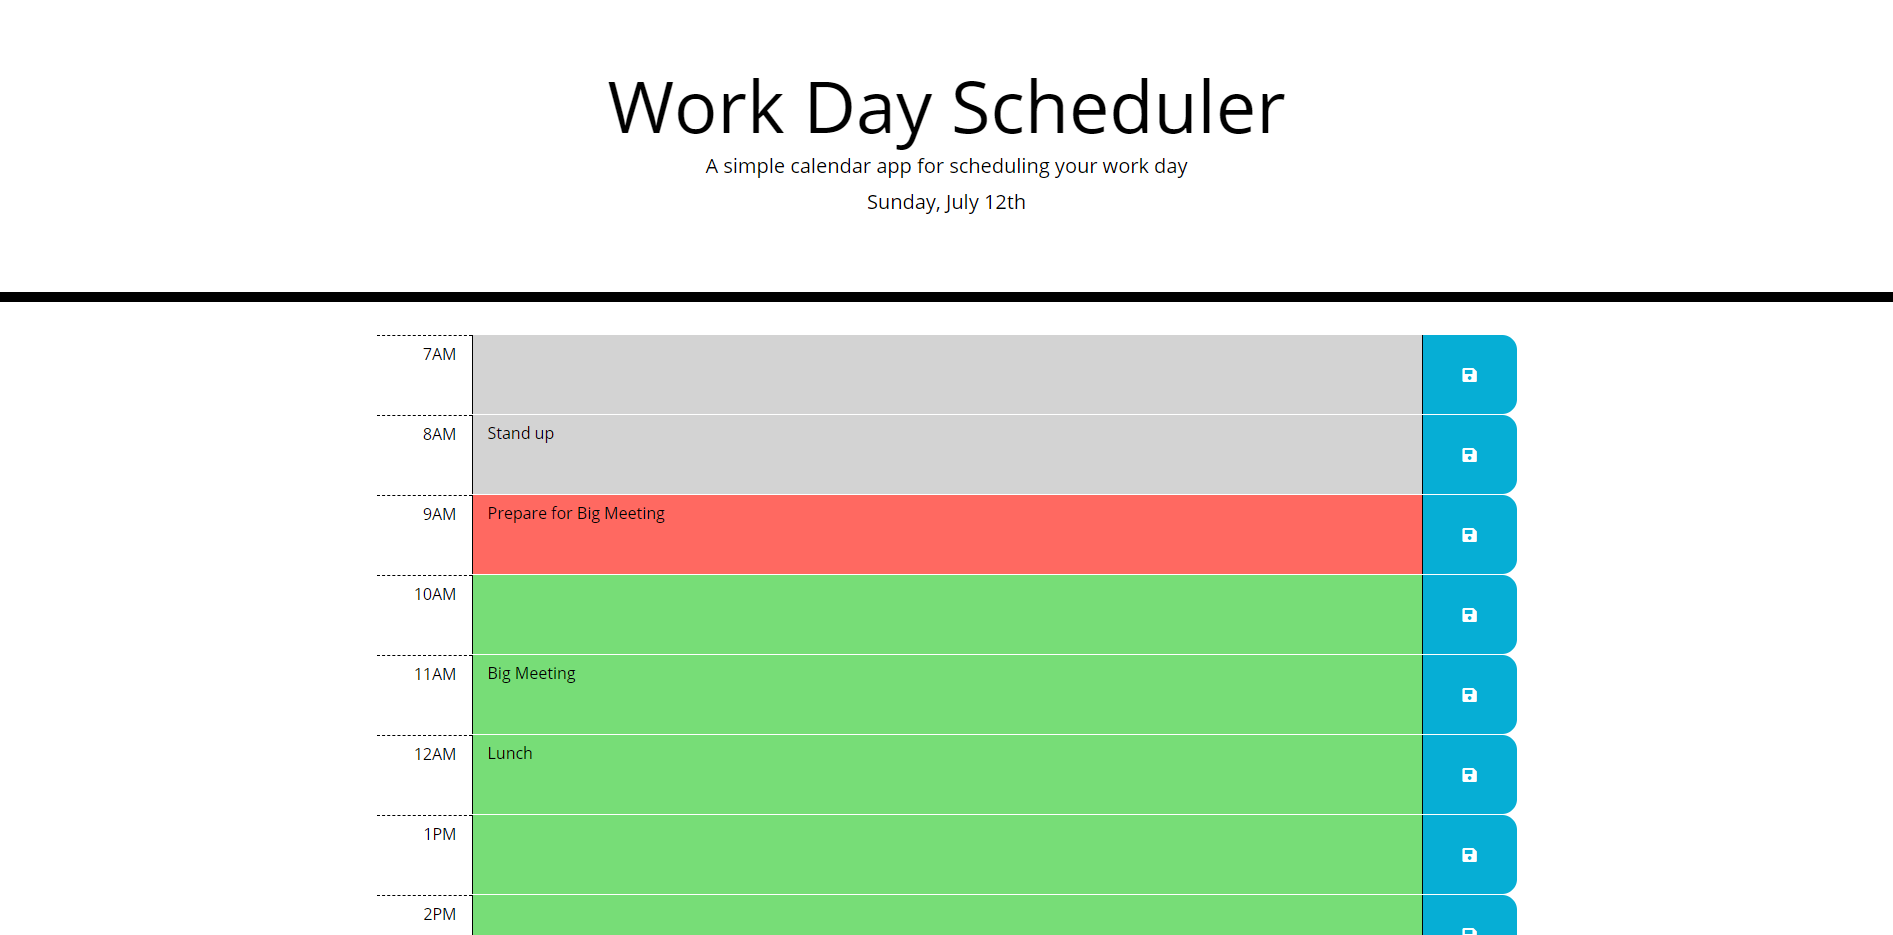 Work Day Scheduler
A simple calendar app for scheduling your work day
Sunday, July 12th
7AM
8AM Stand up
9AM Prepare for Big Meeting
10AM
11AM Big Meeting
12AM Lunch
1PM
2PM